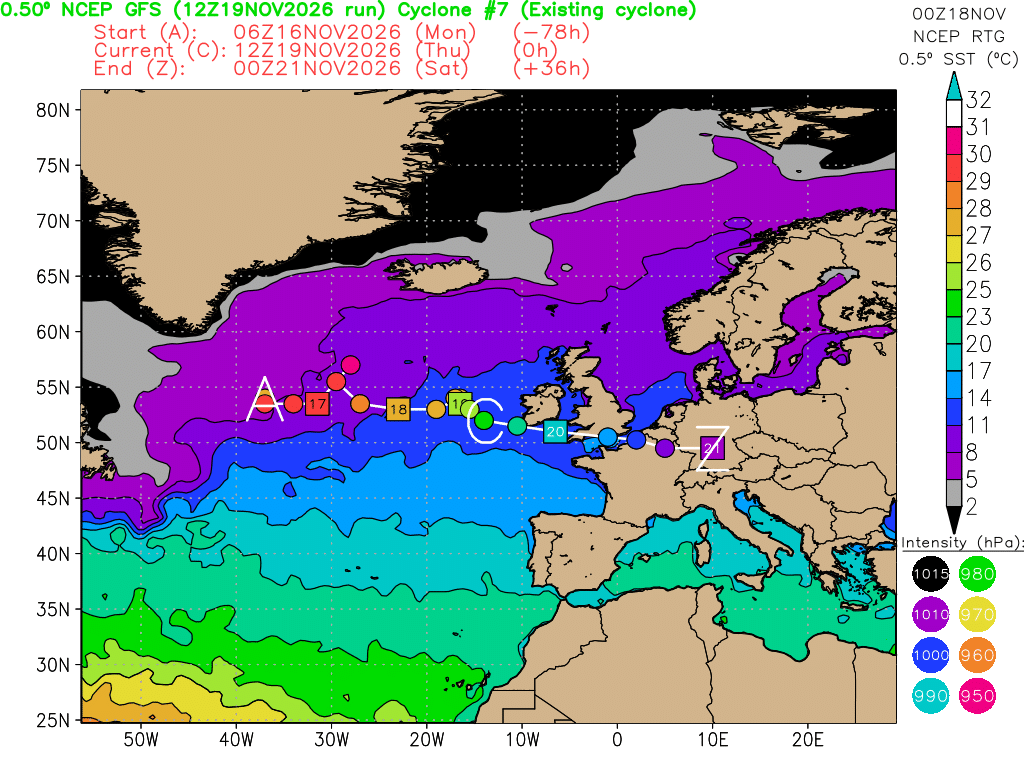 0.50° NCEP GFS (12Z19NOV2026 run) Cyclone #7 (Existing cyclone)
Start (A): 06Z16NOV2026 (Mon) (−78h)
Current (C): 12Z19NOV2026 (Thu) (0h)
End (Z): 00Z21NOV2026 (Sat) (+36h)
00Z18NOV
NCEP RTG
0.5° SST (°C)
32
31
30
29
28
27
26
25
23
20
17
14
11
8
5
2
80N
75N
70N
65N
60N
55N
50N
45N
40N
35N
30N
25N
50W
40W
30W
20W
10W
0
10E
20E
A
17
18
C
20
Z
21
Intensity (hPa):
1015 980
1010 970
1000 960
990 950